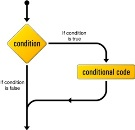 If condition
is true
condition
conditional code
If condition
is false